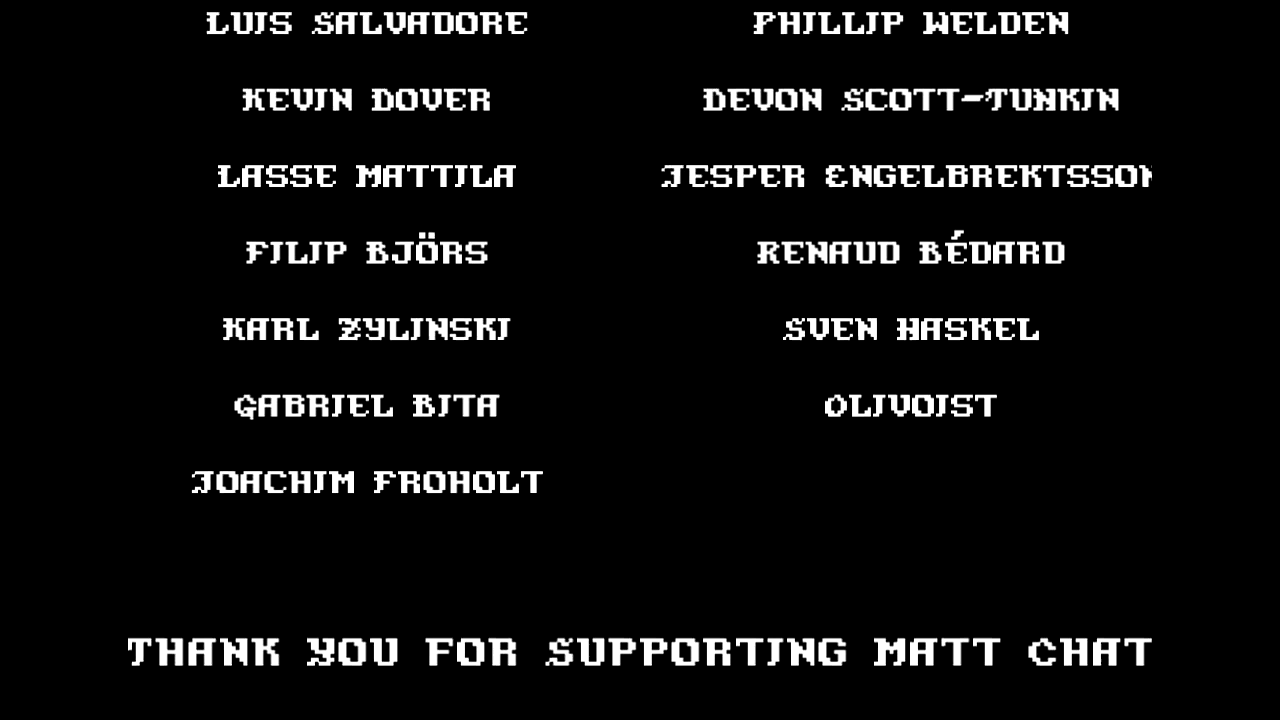 LUIS SALVADORE PHILLIP WELDEN
KEVIN DOVER DEVON SCOTT-TUNKIN
LASSE MATTILA JESPER ENGELBREKTSSON
FILIP BJÖRS RENAUD BÉDARD
KARL ZYLINSKI SVEN HASKEL
GABRIEL BITA OLIVOIST
JOACHIM FROHOLT
THANK YOU FOR SUPPORTING MATT CHAT